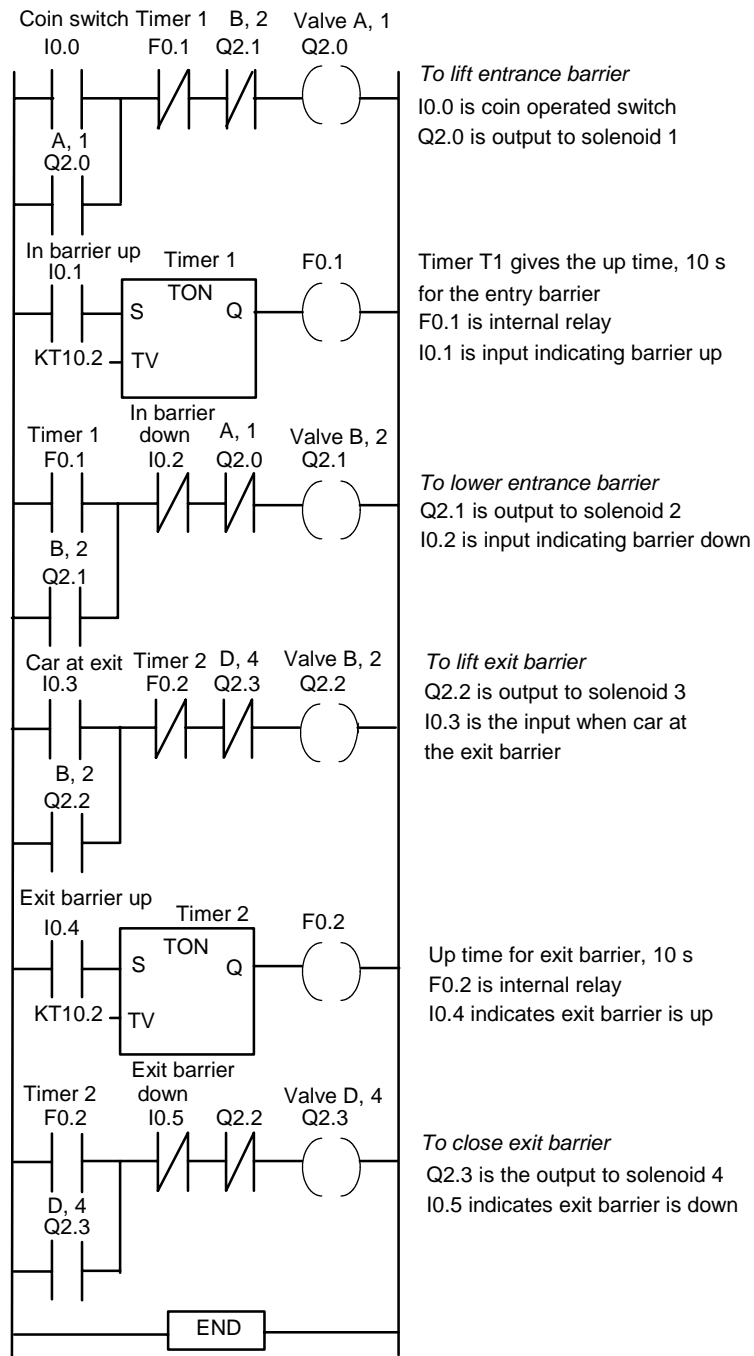 Coin switch Timer 1 B, 2 Valve A, 1
I0.0 F0.1 Q2.1 Q2.0
To lift entrance barrier
I0.0 is coin operated switch
Q2.0 is output to solenoid 1
A, 1
Q2.0
In barrier up
I0.1
Timer 1
F0.1
TON
S Q
KT10.2 TV
Timer T1 gives the up time, 10 s
for the entry barrier
F0.1 is internal relay
I0.1 is input indicating barrier up
Timer 1
F0.1
In barrier
down
I0.2
A, 1
Q2.0
Valve B, 2
Q2.1
To lower entrance barrier
Q2.1 is output to solenoid 2
I0.2 is input indicating barrier down
B, 2
Q2.1
Car at exit Timer 2 D, 4 Valve B, 2
I0.3 F0.2 Q2.3 Q2.2
To lift exit barrier
Q2.2 is output to solenoid 3
I0.3 is the input when car at
the exit barrier
B, 2
Q2.2
Exit barrier up
I0.4
Timer 2
F0.2
TON
S Q
KT10.2 TV
Up time for exit barrier, 10 s
F0.2 is internal relay
I0.4 indicates exit barrier is up
Timer 2
F0.2
Exit barrier
down
I0.5
Q2.2
Valve D, 4
Q2.3
To close exit barrier
Q2.3 is the output to solenoid 4
I0.5 indicates exit barrier is down
D, 4
Q2.3
END